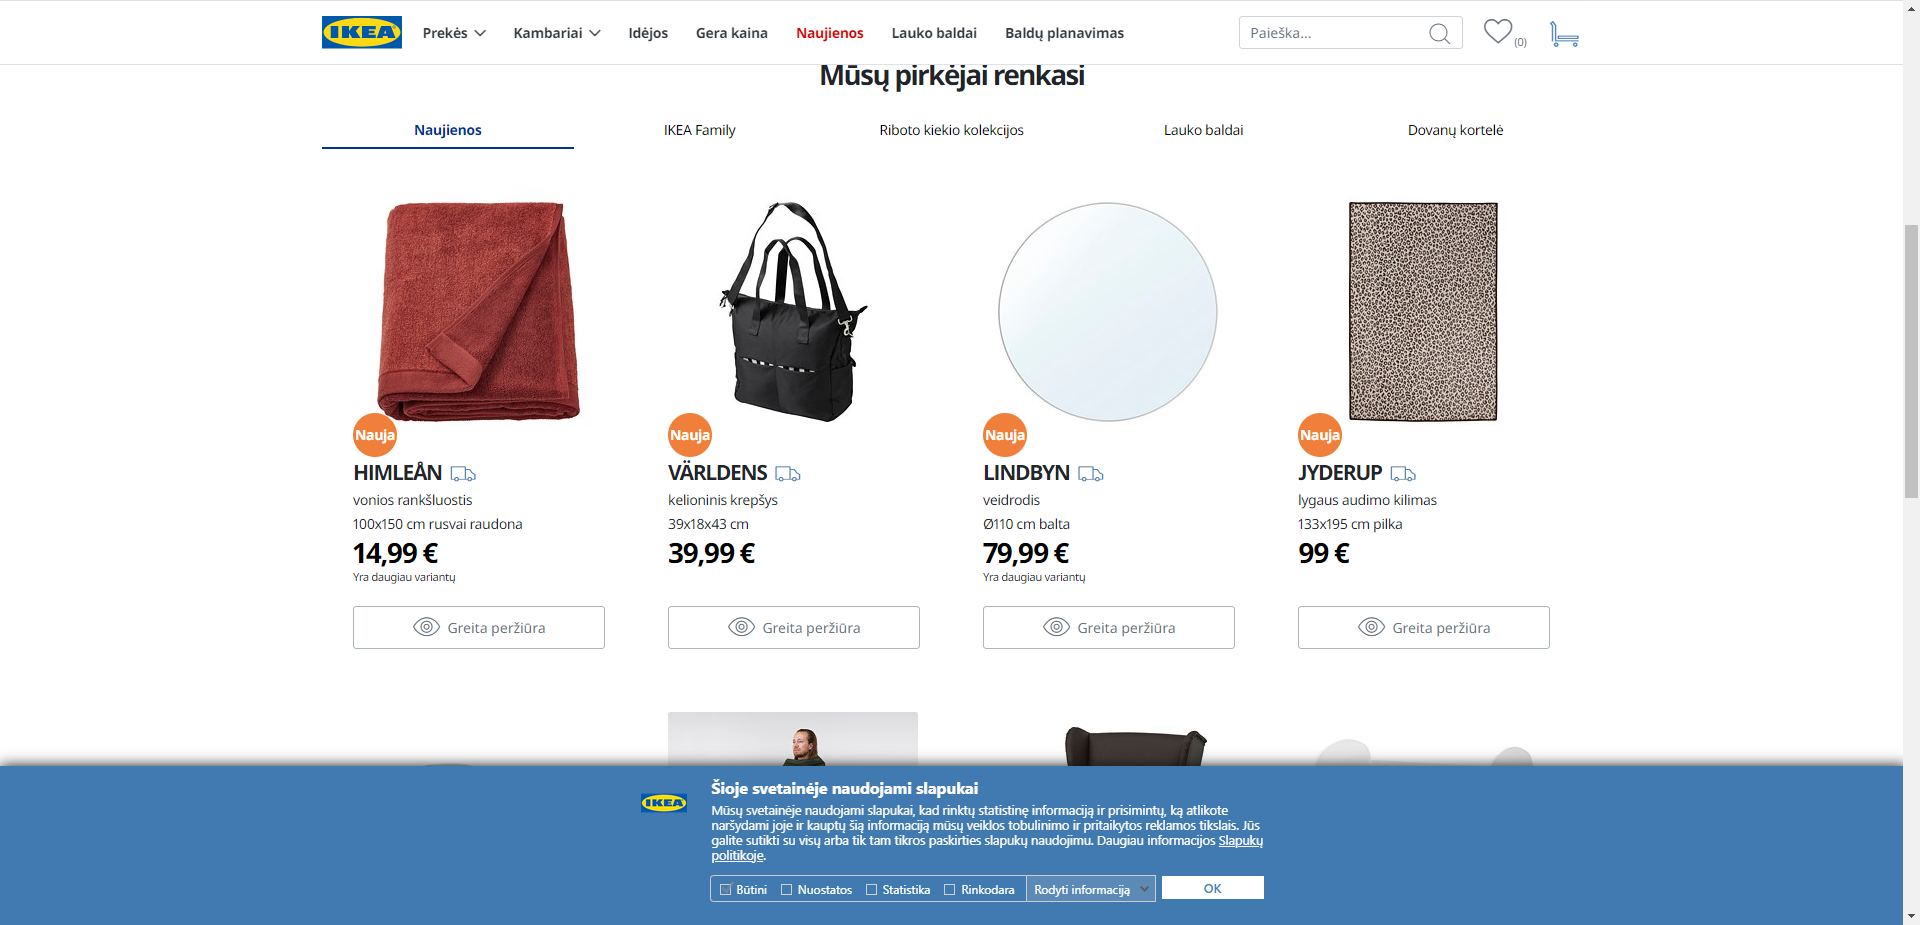 IKEA
Prekės
Kambariai
Idėjos
Gera kaina
Naujienos
Lauko baldai
Baldų planavimas
Paieška...
(0)
Mūsų pirkėjai renkasi
Naujienos
IKEA Family
Riboto kiekio kolekcijos
Lauko baldai
Dovanų kortelė
Nauja
HIMLEÅN
vonios rankšluostis
100x150 cm rusvai raudona
14,99 €
Yra daugiau variantų
Greita peržiūra
Nauja
VÄRLDENS
kelioninis krepšys
39x18x43 cm
39,99 €
Greita peržiūra
Nauja
LINDBYN
veidrodis
Ø110 cm balta
79,99 €
Yra daugiau variantų
Greita peržiūra
Nauja
JYDERUP
lygaus audimo kilimas
133x195 cm pilka
99 €
Greita peržiūra
IKEA
Šioje svetainėje naudojami slapukai
Mūsų svetainėje naudojami slapukai, kad rinktų statistinę informaciją ir prisimintų, ką atlikote
naršydami joje ir kauptų šią informaciją mūsų veiklos tobulinimo ir pritaikytos reklamos tikslais. Jūs
galite sutikti su visų arba tik tam tikros paskirties slapukų naudojimu. Daugiau informacijos Slapukų
politikoje.
Būtini
Nuostatos
Statistika
Rinkodara
Rodyti informaciją
OK